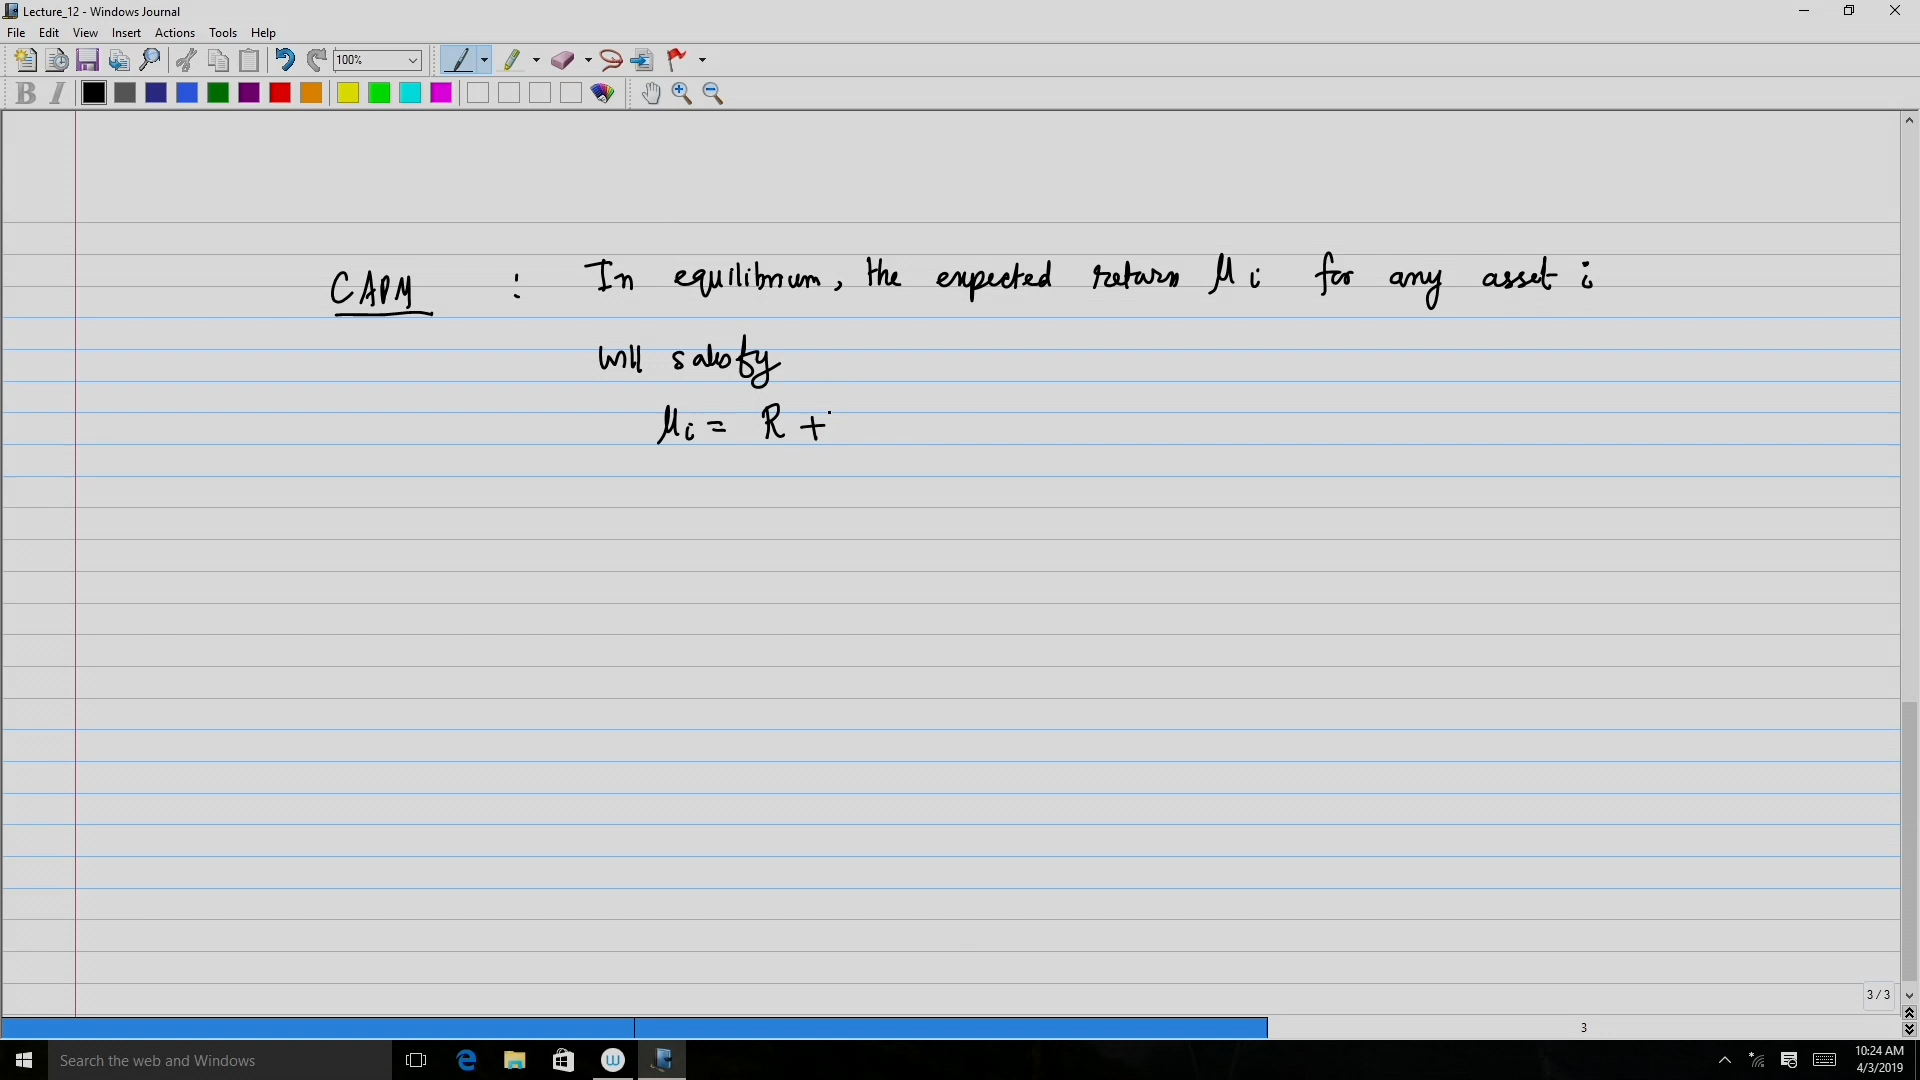 Lecture_12 - Windows Journal
File Edit View Insert Actions Tools Help
100%
B I
CAPM : In equilibrium, the expected return μi for any asset i
will satisfy
μi = R +
3 / 3
3
Search the web and Windows
10:24 AM
4/3/2019